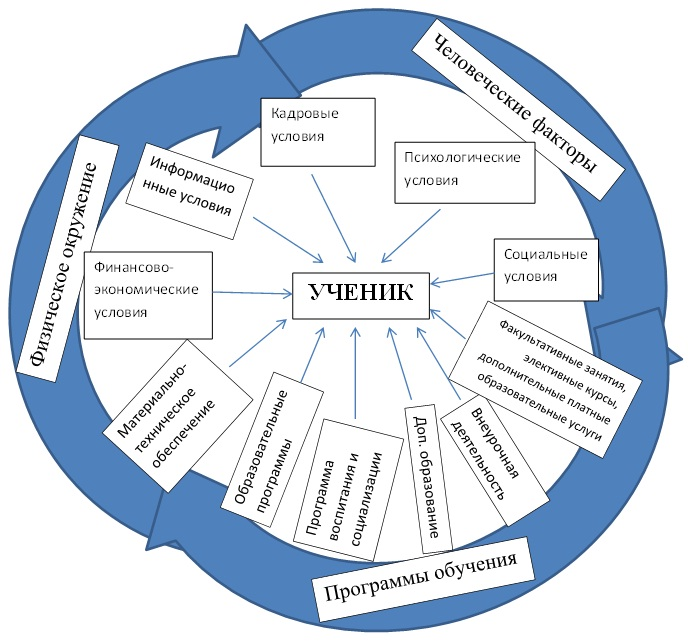 Человеческие факторы
Кадровые
условия
Психологические
условия
Информацио
нные условия
Физическое окружение
Социальные
условия
Финансово-
экономические
условия
УЧЕНИК
Факультативные занятия,
элективные курсы,
дополнительные платные
образовательные услуги
Материально-
техническое
обеспечение
Образовательные
программы
Программа
воспитания и
социализации
Доп. образование
Внеурочная
деятельность
Программы обучения